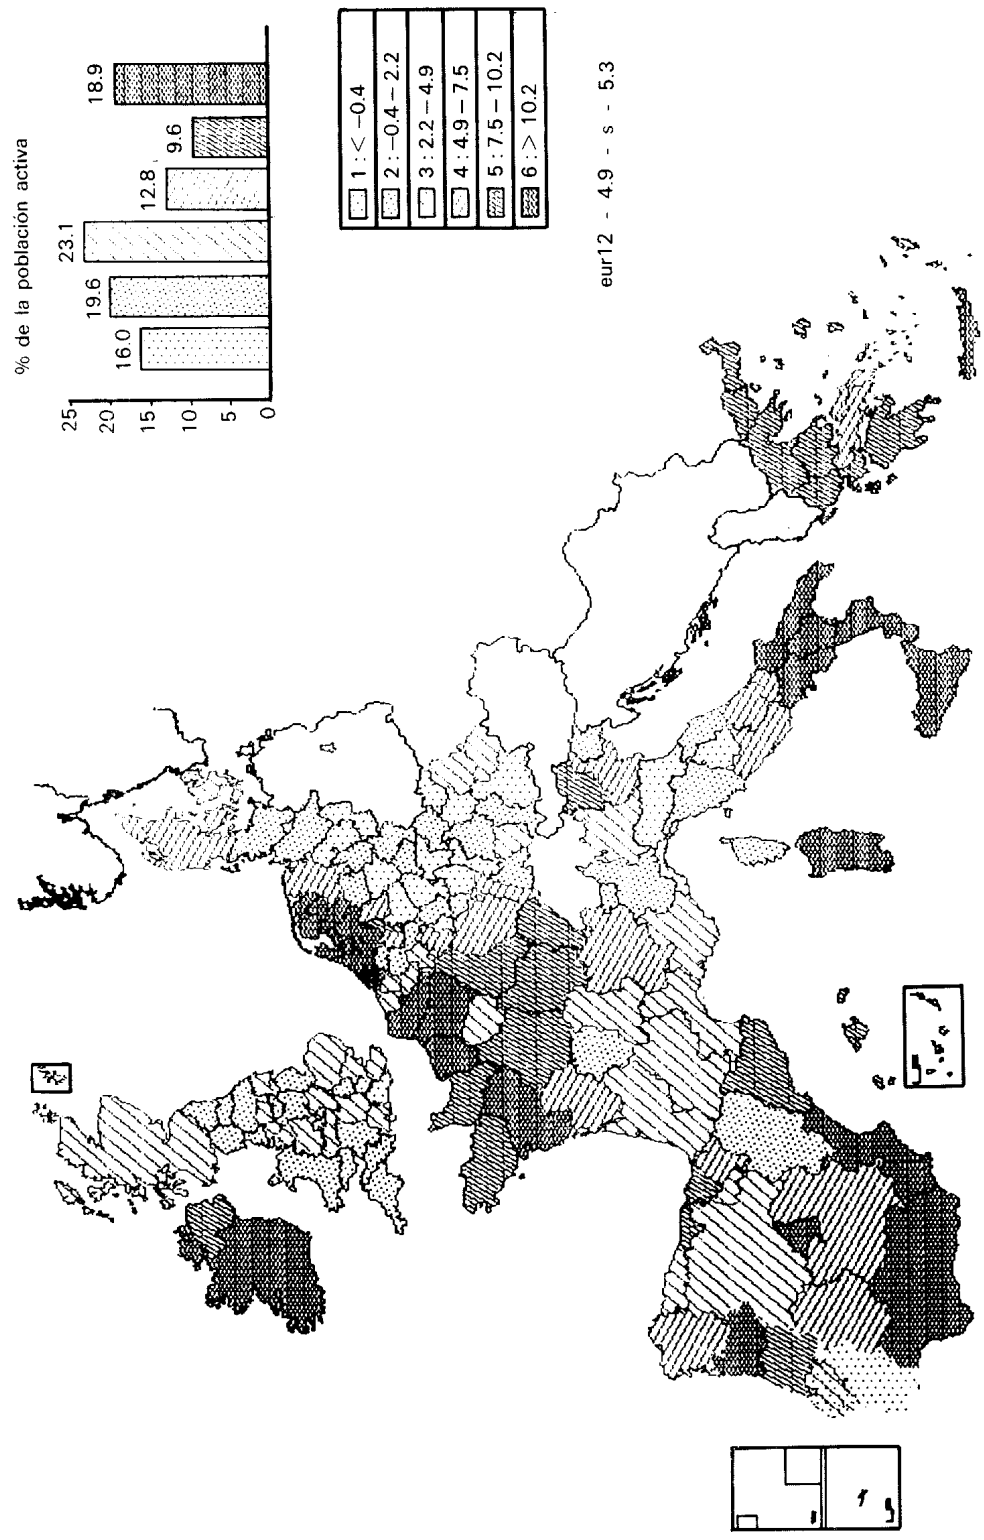 % de la población activa
25
20
15
10
5
0
16.0
19.6
23.1
12.8
9.6
18.9
1 : < −0.4
2 : −0.4 − 2.2
3 : 2.2 − 4.9
4 : 4.9 − 7.5
5 : 7.5 − 10.2
6 : > 10.2
eur12 - 4.9 - s - 5.3